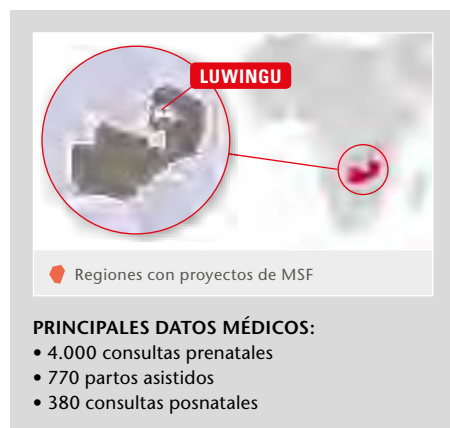 LUWINGU
Regiones con proyectos de MSF
PRINCIPALES DATOS MÉDICOS:
• 4.000 consultas prenatales
• 770 partos asistidos
• 380 consultas posnatales